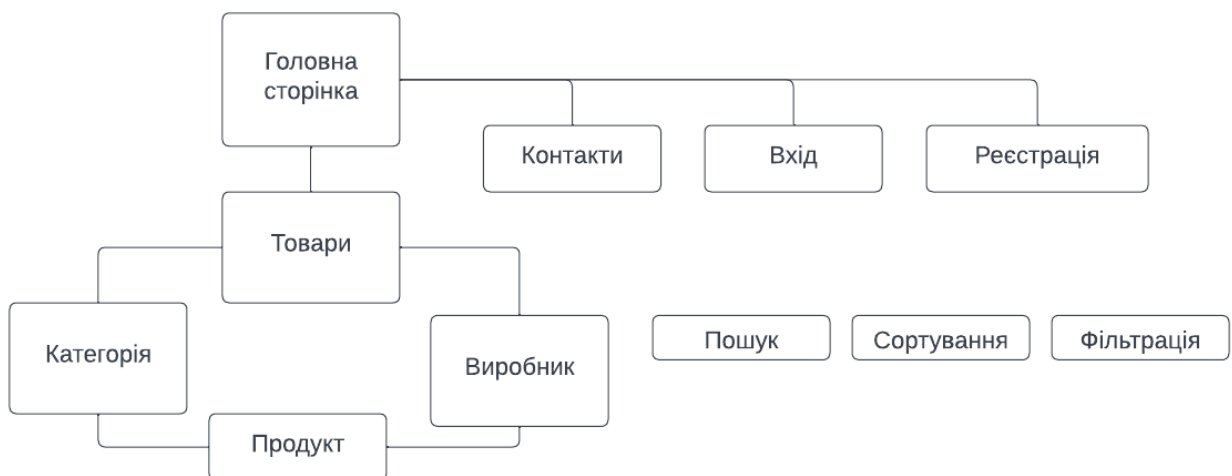 Головна
сторінка
Контакти
Вхід
Реєстрація
Товари
Категорія
Виробник
Пошук
Сортування
Фільтрація
Продукт